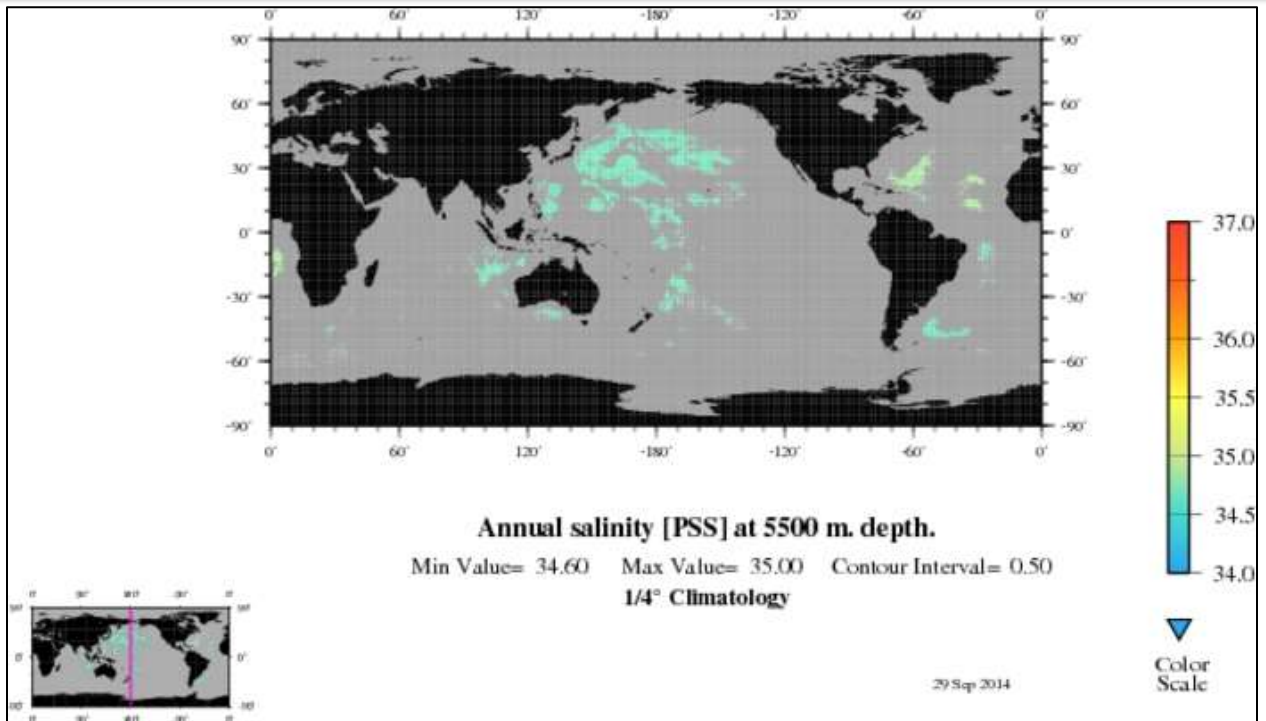 0° 60° 120° -180° -120° -60° 0°
90° 90°
60° 60°
30° 30°
0° 0°
-30° -30°
-60° -60°
-90° -90°
0° 60° 120° -180° -120° -60° 0°
37.0
36.0
35.5
35.0
34.5
34.0
Annual salinity [PSS] at 5500 m. depth.
Min Value= 34.60 Max Value= 35.00 Contour Interval= 0.50
1/4° Climatology
Color
Scale
29 Sep 2014